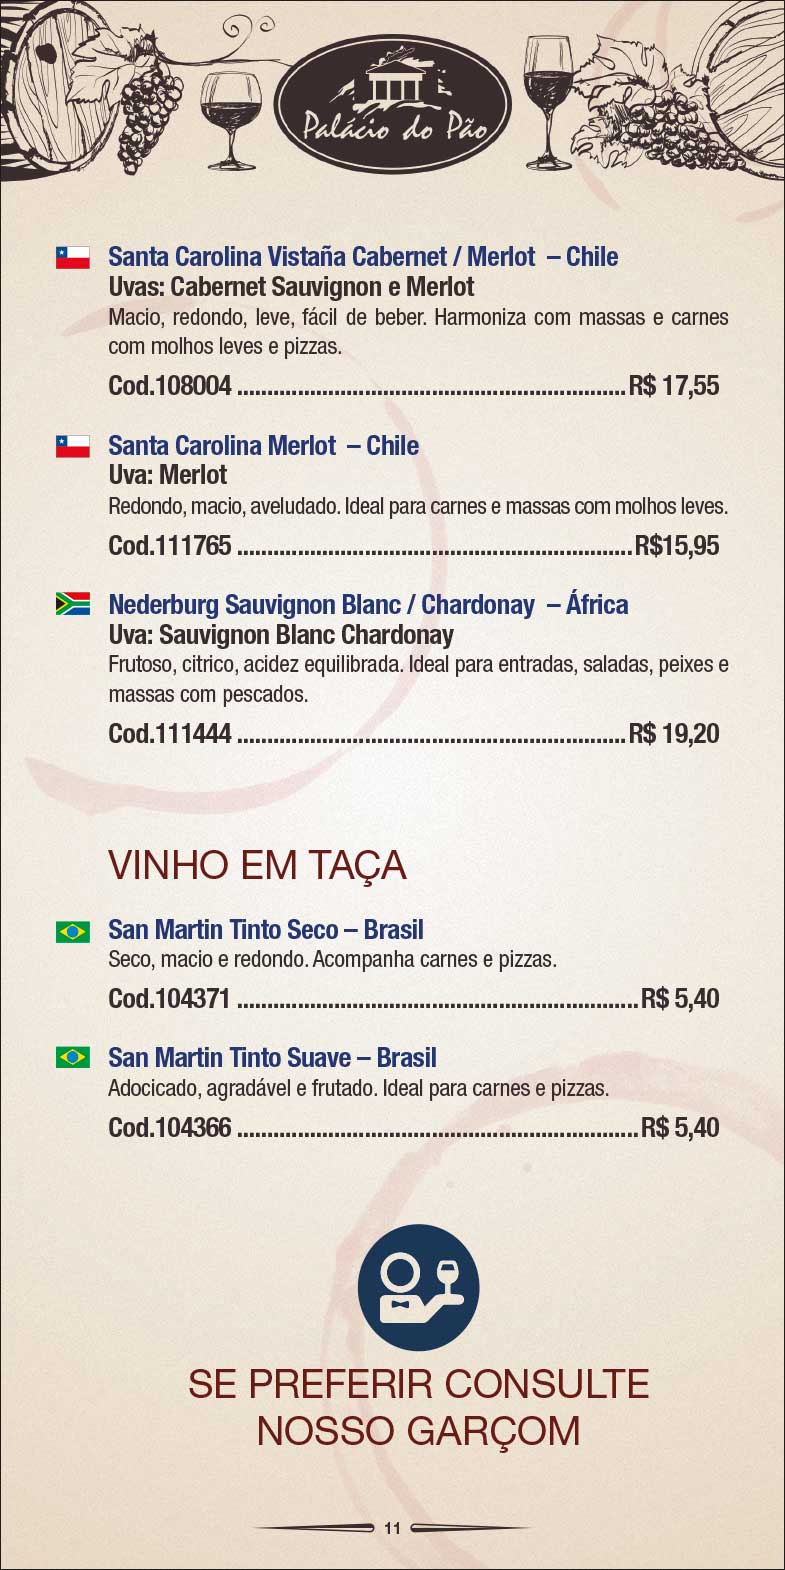 Palácio do Pão
Santa Carolina Vistaña Cabernet / Merlot – Chile
Uvas: Cabernet Sauvignon e Merlot
Macio, redondo, leve, fácil de beber. Harmoniza com massas e carnes
com molhos leves e pizzas.
Cod.108004 ................................................................. R$ 17,55
Santa Carolina Merlot – Chile
Uva: Merlot
Redondo, macio, aveludado. Ideal para carnes e massas com molhos leves.
Cod.111765 .................................................................. R$15,95
Nederburg Sauvignon Blanc / Chardonay – África
Uva: Sauvignon Blanc Chardonay
Frutoso, citrico, acidez equilibrada. Ideal para entradas, saladas, peixes e
massas com pescados.
Cod.111444 ................................................................. R$ 19,20
VINHO EM TAÇA
San Martin Tinto Seco – Brasil
Seco, macio e redondo. Acompanha carnes e pizzas.
Cod.104371 ................................................................... R$ 5,40
San Martin Tinto Suave – Brasil
Adocicado, agradável e frutado. Ideal para carnes e pizzas.
Cod.104366 ................................................................... R$ 5,40
SE PREFERIR CONSULTE
NOSSO GARÇOM
11